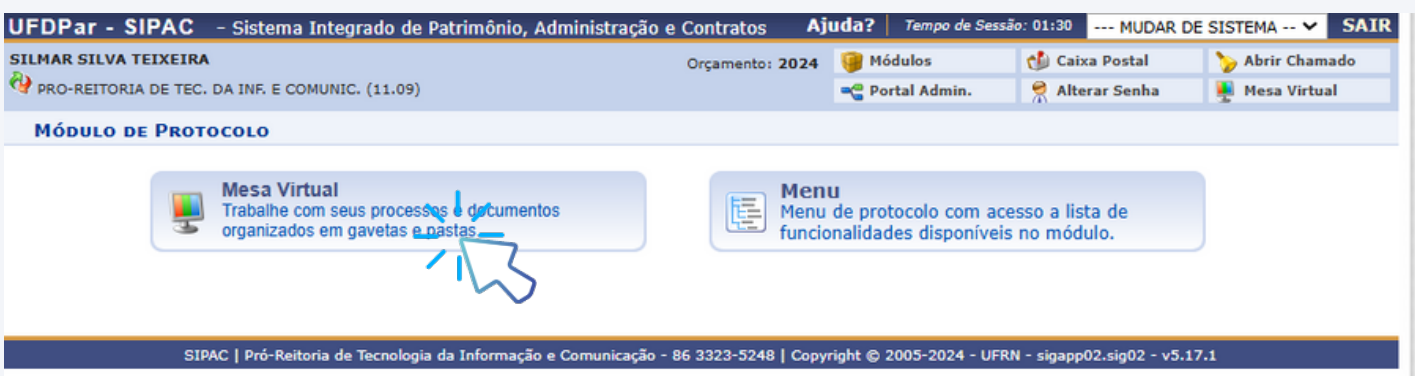 UFDPar - SIPAC - Sistema Integrado de Patrimônio, Administração e Contratos Ajuda? Tempo de Sessão: 01:30 --- MUDAR DE SISTEMA -- SAIR
SILMAR SILVA TEIXEIRA Orçamento: 2024 Módulos Caixa Postal Abrir Chamado
PRO-REITORIA DE TEC. DA INF. E COMUNIC. (11.09) Portal Admin. Alterar Senha Mesa Virtual
MÓDULO DE PROTOCOLO
Mesa Virtual
Trabalhe com seus processos e documentos
organizados em gavetas e pastas.
Menu
Menu de protocolo com acesso a lista de
funcionalidades disponíveis no módulo.
SIPAC | Pró-Reitoria de Tecnologia da Informação e Comunicação - 86 3323-5248 | Copyright © 2005-2024 - UFRN - sigapp02.sig02 - v5.17.1